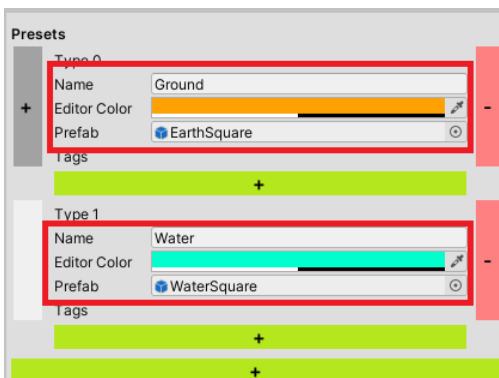 Presets
Type 0
Name Ground
+ Editor Color -
Prefab EarthSquare
Tags
+
Type 1
Name Water
Editor Color -
Prefab WaterSquare
Tags
+
+